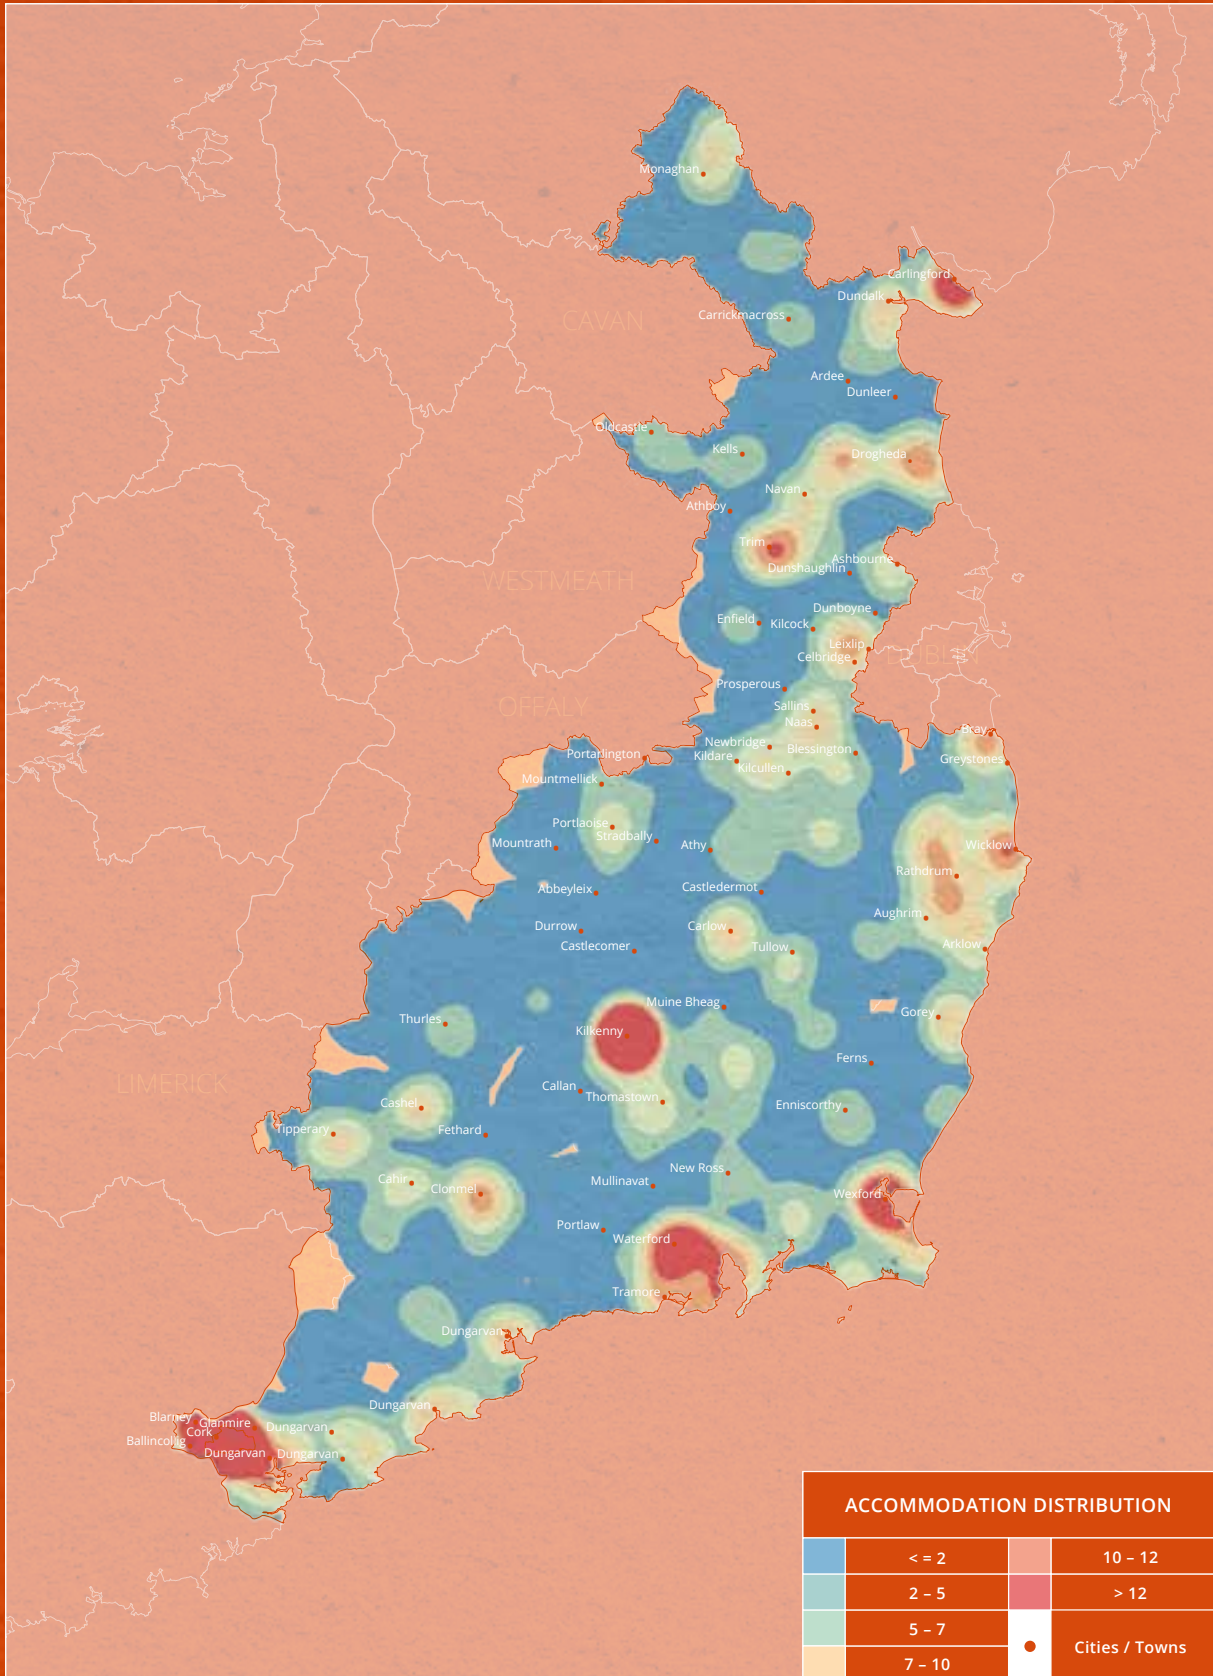 Monaghan
Carlingford
Dundalk
Carrickmacross
CAVAN
Ardee
Dunleer
Oldcastle
Kells
Drogheda
Navan
Athboy
Trim
Ashbourne
Dunshaughlin
WESTMEATH
Dunboyne
Enfield
Kilcock
Leixlip
Celbridge
DUBLIN
Prosperous
OFFALY
Sallins
Naas
Bray
Newbridge
Blessington
Portarlington
Kildare
Greystones
Kilcullen
Mountmellick
Portlaoise
Stradbally
Mountrath
Athy
Wicklow
Rathdrum
Abbeyleix
Castledermot
Aughrim
Durrow
Carlow
Castlecomer
Tullow
Arklow
Muine Bheag
Thurles
Gorey
Kilkenny
Ferns
LIMERICK
Callan
Thomastown
Cashel
Enniscorthy
Tipperary
Fethard
New Ross
Cahir
Mullinavat
Clonmel
Wexford
Portlaw
Waterford
Tramore
Dungarvan
Dungarvan
Blarney
Glanmire
Dungarvan
Cork
Ballincollig
Dungarvan
Dungarvan
ACCOMMODATION DISTRIBUTION
< = 2
10 – 12
2 – 5
> 12
5 – 7
Cities / Towns
7 – 10